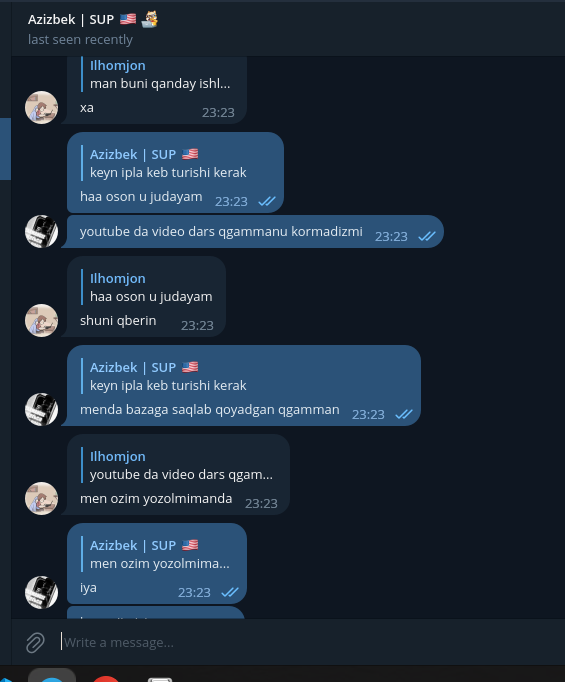 Azizbek | SUP 🇺🇸
last seen recently
Ilhomjon
man buni qanday ishl...
xa
23:23
Azizbek | SUP 🇺🇸
keyn ipla keb turishi kerak
haa oson u judayam 23:23
youtube da video dars qgammanu kormadizmi 23:23
Ilhomjon
haa oson u judayam
shuni qberin 23:23
Azizbek | SUP 🇺🇸
keyn ipla keb turishi kerak
menda bazaga saqlab qoyadgan qgamman 23:23
Ilhomjon
youtube da video dars qgam...
men ozim yozolmimanda 23:23
Azizbek | SUP 🇺🇸
men ozim yozolmima...
iya 23:23
Write a message...